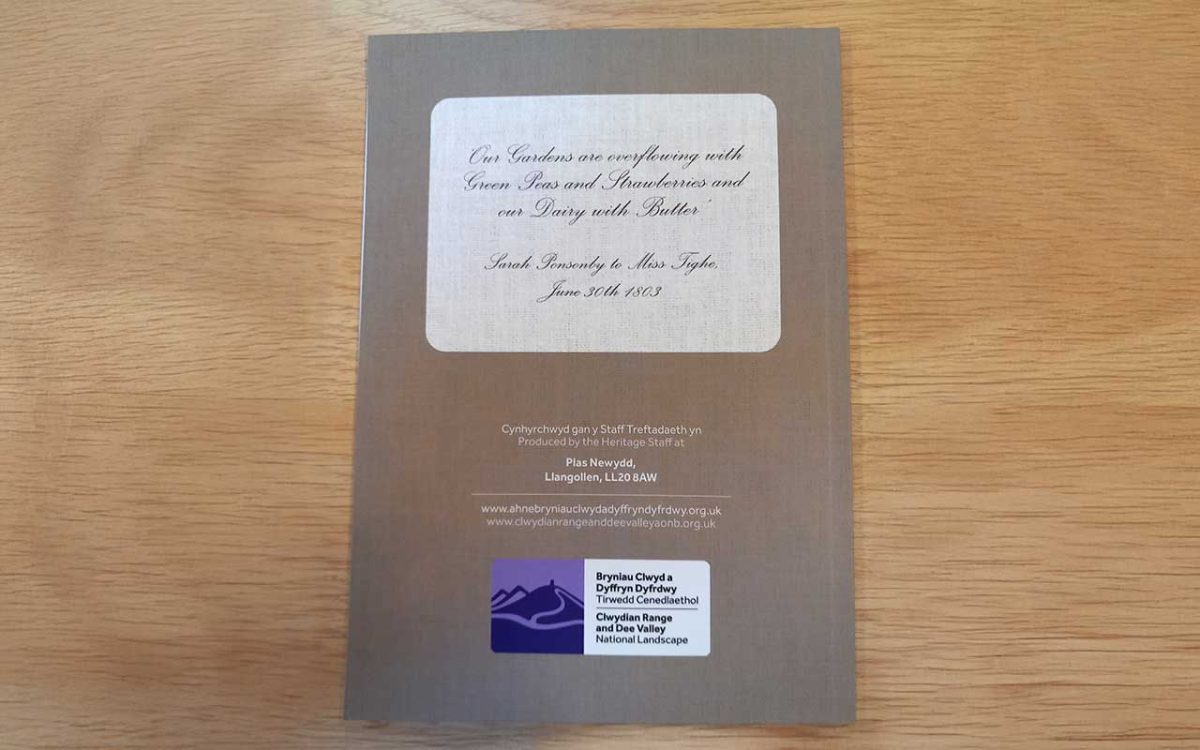 'Our Gardens are overflowing with
Green Peas and Strawberries and
our Dairy with Butter'
Sarah Ponsonby to Miss Tighe,
June 30th 1803
Cynhyrchwyd gan y Staff Treftadaeth yn
Produced by the Heritage Staff at
Plas Newydd,
Llangollen, LL20 8AW
www.ahnebryniauclwydadyffryndyfrdwy.org.uk
www.clwydianrangeanddeevalleyaonb.org.uk
Bryniau Clwyd a
Dyffryn Dyfrdwy
Tirwedd Cenedlaethol
Clwydian Range
and Dee Valley
National Landscape